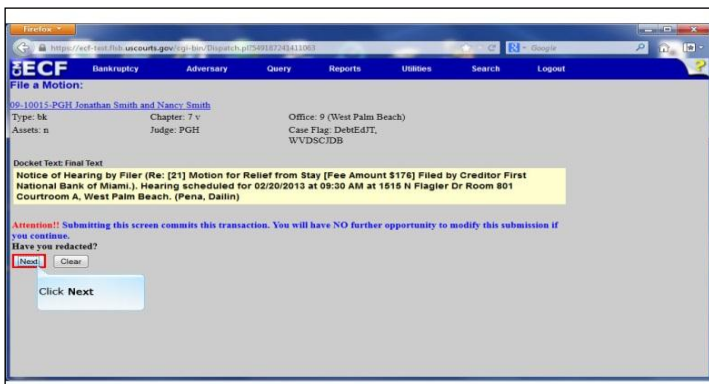 Firefox
https://ecf-test.flsb.uscourts.gov/cgi-bin/Dispatch.pl?549187241411063
Google
ECF Bankruptcy Adversary Query Reports Utilities Search Logout ?
File a Motion:
09-10015-PGH Jonathan Smith and Nancy Smith
Type: bk Chapter: 7 v Office: 9 (West Palm Beach)
Assets: n Judge: PGH Case Flag: DebtEdJT,
WVDSCJDB
Docket Text: Final Text
Notice of Hearing by Filer (Re: [21] Motion for Relief from Stay [Fee Amount $176] Filed by Creditor First
National Bank of Miami.). Hearing scheduled for 02/20/2013 at 09:30 AM at 1515 N Flagler Dr Room 801
Courtroom A, West Palm Beach. (Pena, Dailin)
Attention!! Submitting this screen commits this transaction. You will have NO further opportunity to modify this submission if
you continue.
Have you redacted?
Next Clear
Click Next